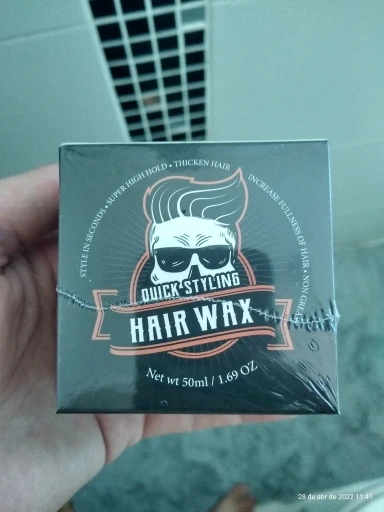 STYLE IN SECONDS • SUPER HIGH HOLD • THICKEN HAIR
INCREASE FULLNESS OF HAIR • NON
QUICK STYLING
HAIR WAX
Net wt 50ml / 1.69 OZ
28 de abr de 2022 11:41